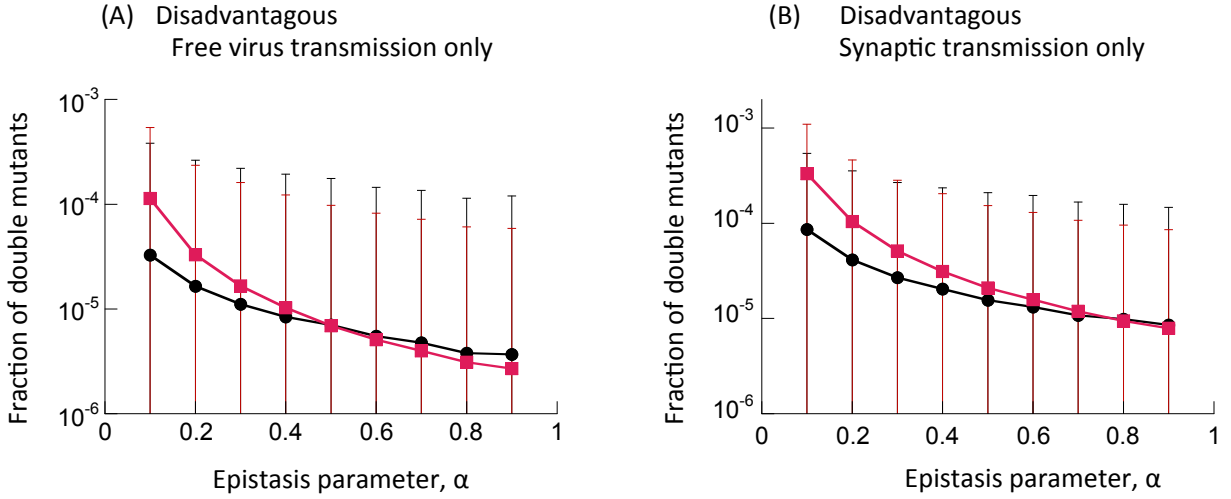 (A) Disadvantagous
Free virus transmission only
Fraction of double mutants
10-3
10-4
10-5
10-6
0 0.2 0.4 0.6 0.8 1
Epistasis parameter, α
(B) Disadvantagous
Synaptic transmission only
Fraction of double mutants
10-3
10-4
10-5
10-6
0 0.2 0.4 0.6 0.8 1
Epistasis parameter, α